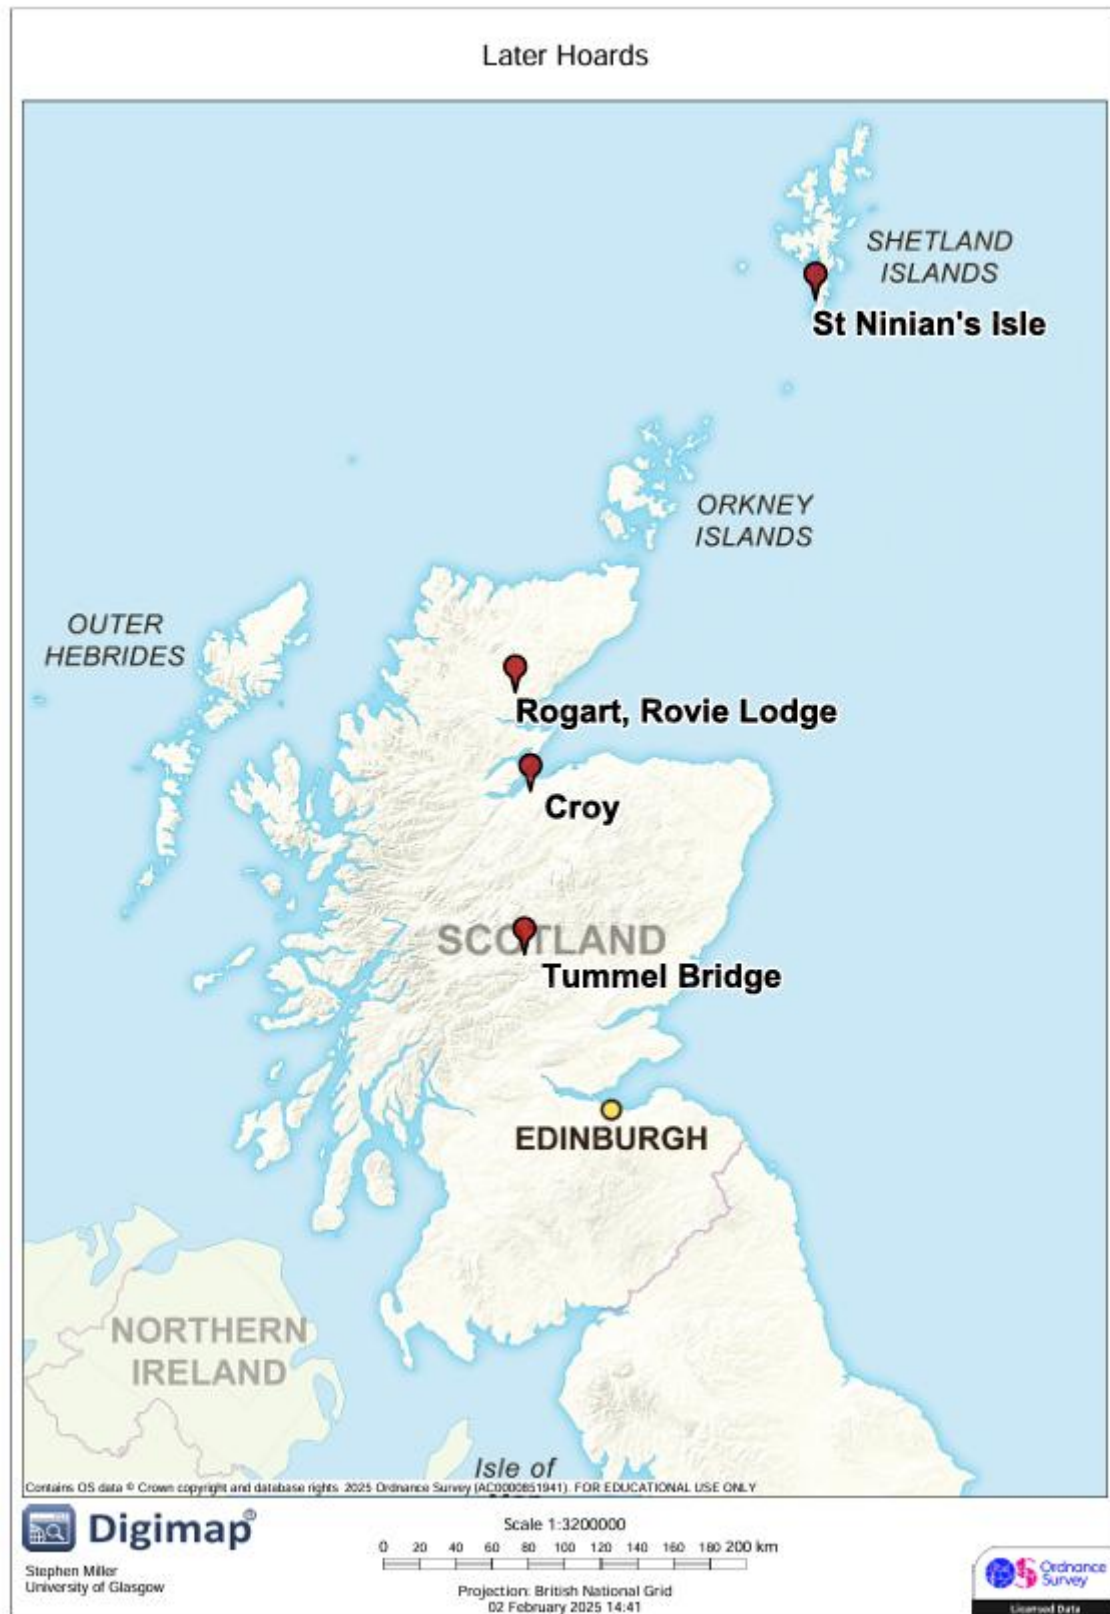 Later Hoards
SHETLAND
ISLANDS
St Ninian's Isle
ORKNEY
ISLANDS
OUTER
HEBRIDES
Rogart, Rovie Lodge
Croy
SCOTLAND
Tummel Bridge
EDINBURGH
NORTHERN
IRELAND
Isle of
Contains OS data © Crown copyright and database rights 2025 Ordnance Survey (AC0000851941). FOR EDUCATIONAL USE ONLY
Digimap®
Stephen Miller
University of Glasgow
Scale 1:3200000
0 20 40 60 80 100 120 140 160 180 200 km
Projection: British National Grid
02 February 2025 14:41
Ordnance
Survey
Licensed Data